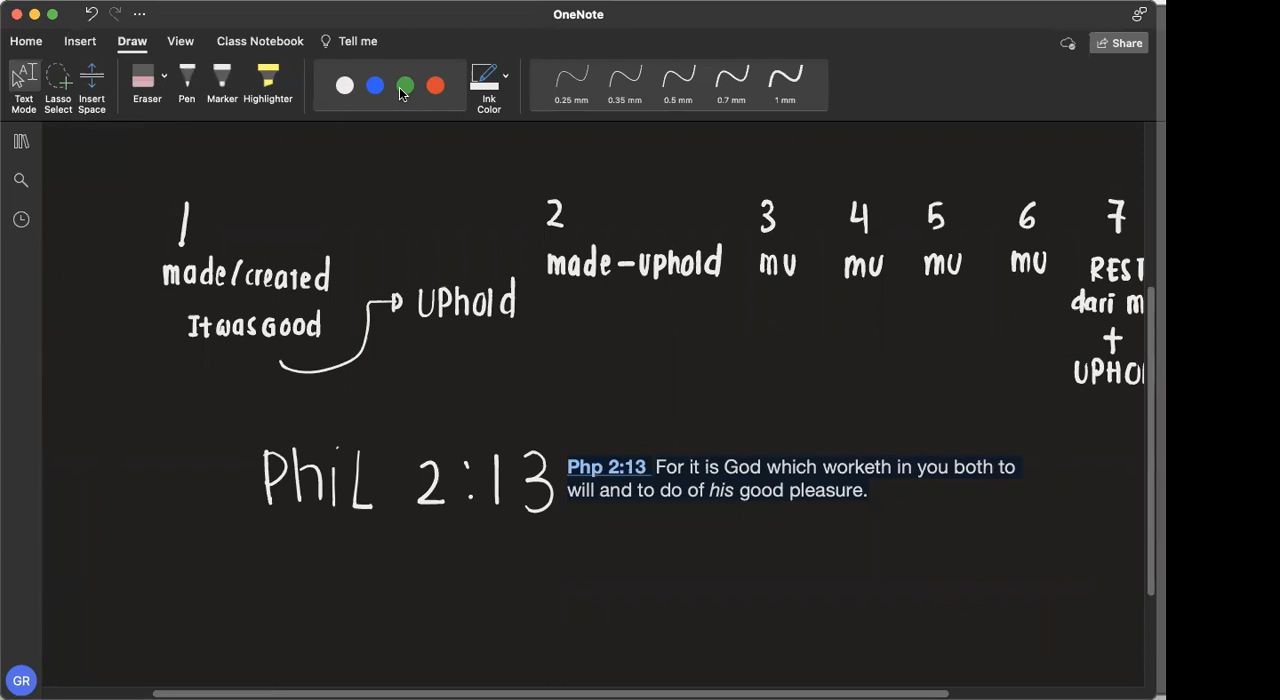 OneNote
Home Insert Draw View Class Notebook Tell me
Share
Text Mode
Lasso Select
Insert Space
Eraser
Pen
Marker
Highlighter
Ink Color
0.25 mm 0.35 mm 0.5 mm 0.7 mm 1 mm
1 2 3 4 5 6 7
made/created
made-uphold mu mu mu mu REST
It was Good
UPhold
dari m
+
UPHO
PhiL 2:13
Php 2:13 For it is God which worketh in you both to
will and to do of his good pleasure.
GR